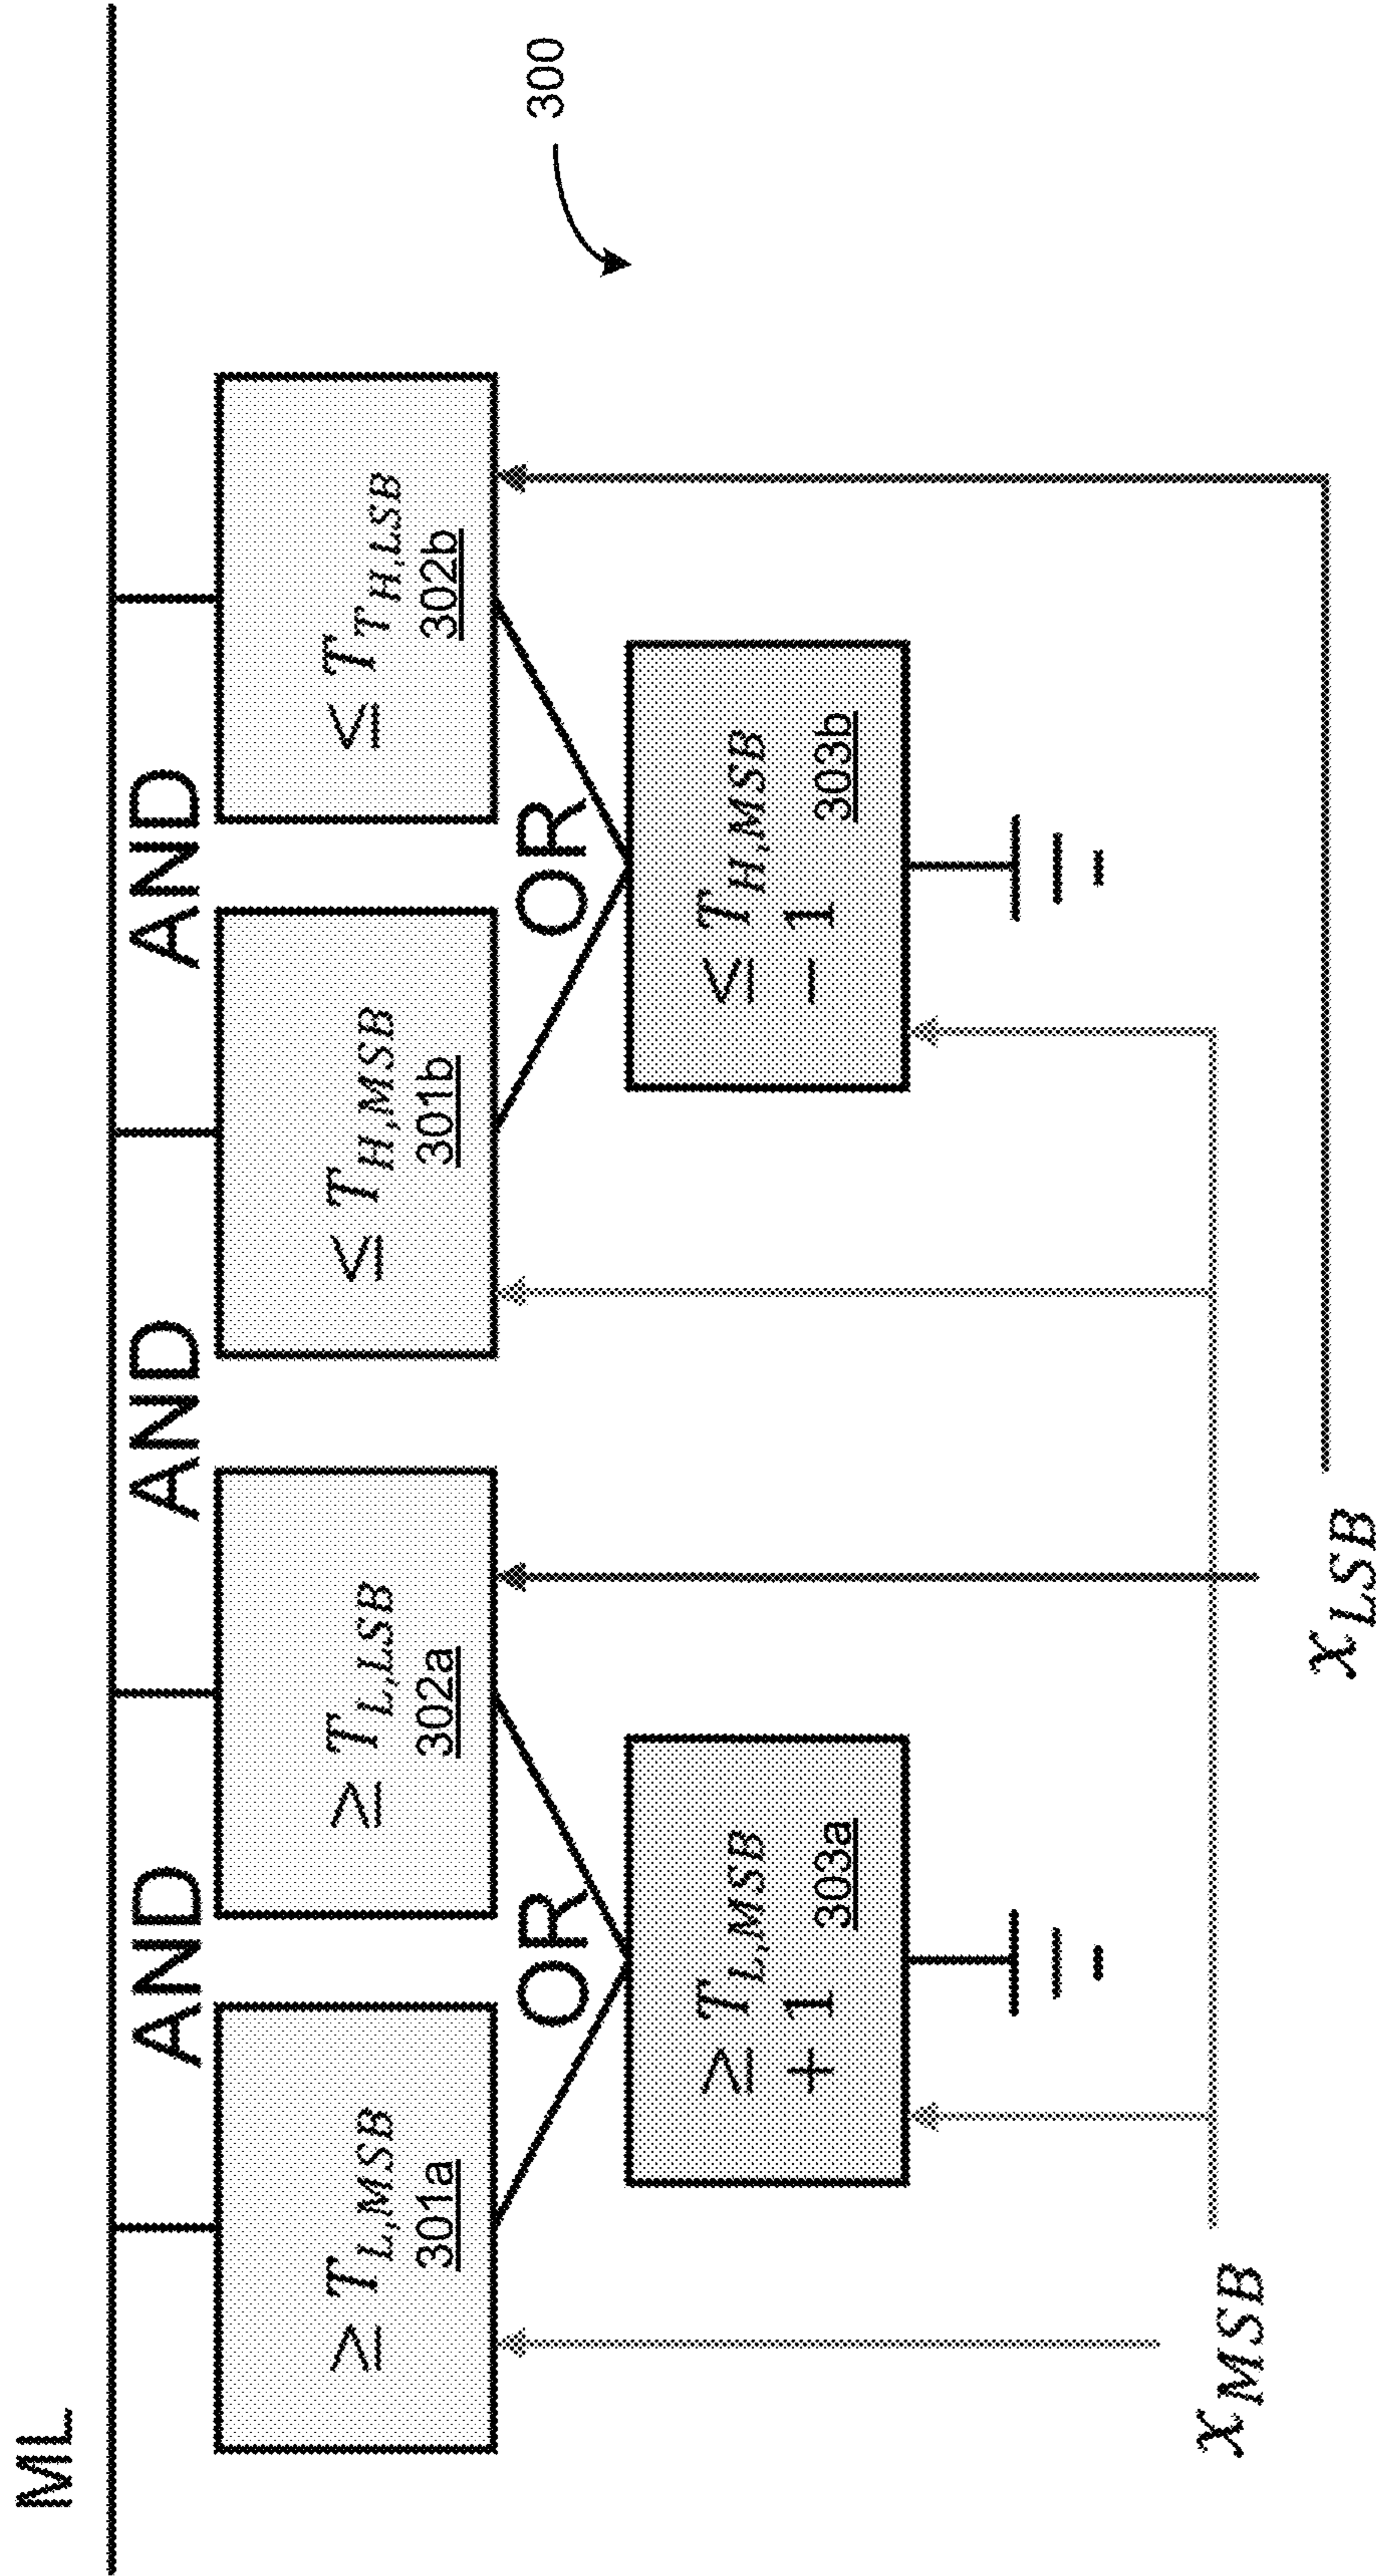 ML
300
AND
AND
AND
≥ T_{L,MSB}
301a
≥ T_{L,LSB}
302a
≤ T_{H,MSB}
301b
≤ T_{T_{H,LSB}}
302b
OR
OR
≥ T_{L,MSB}
+ 1
303a
≤ T_{H,MSB}
− 1
303b
x_{MSB}
x_{LSB}